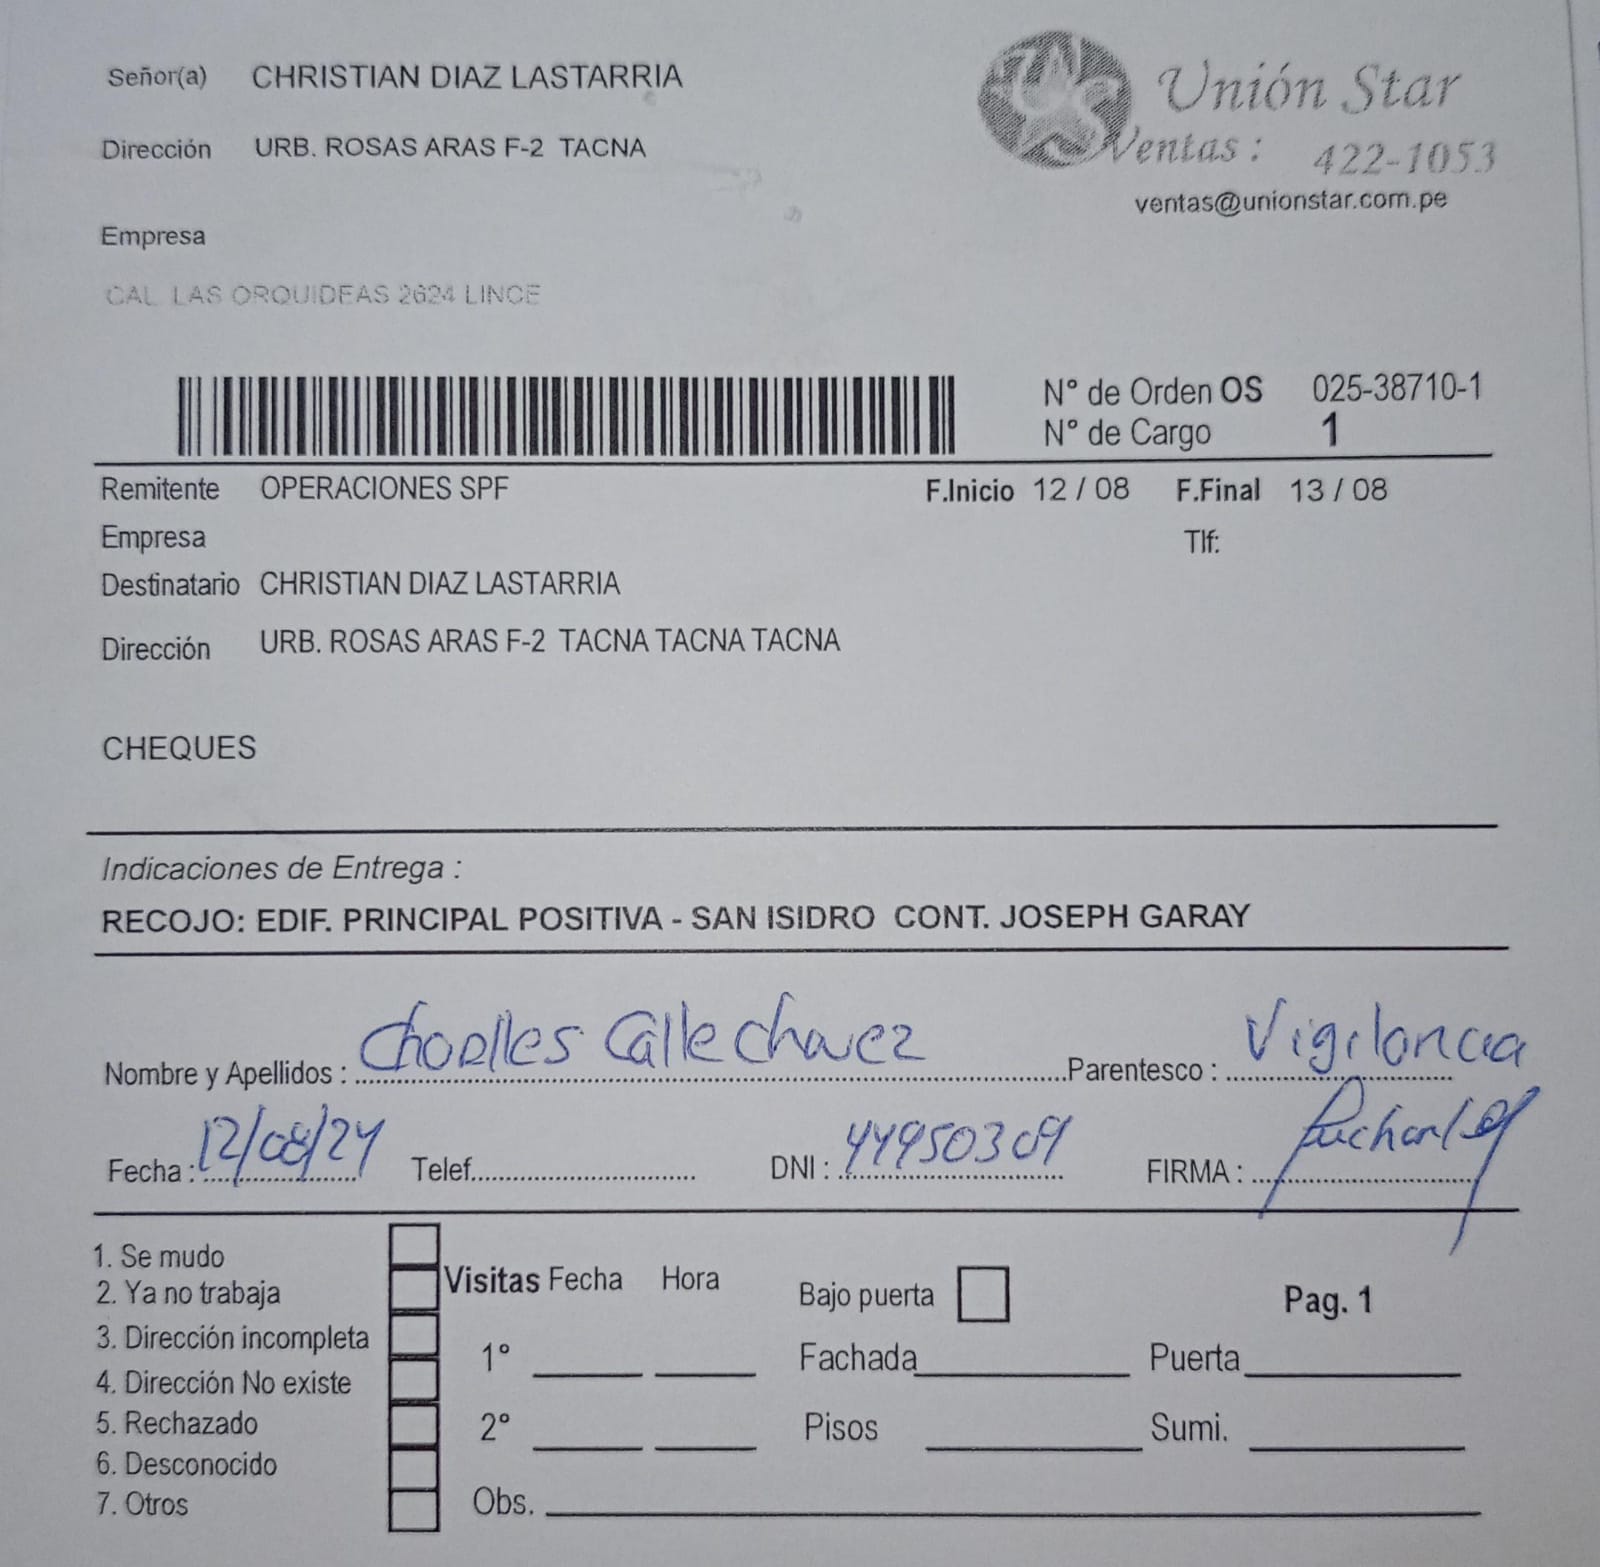 Señor(a) CHRISTIAN DIAZ LASTARRIA
Unión Star
Dirección URB. ROSAS ARAS F-2 TACNA
Ventas : 422-1053
ventas@unionstar.com.pe
Empresa
CAL LAS ORQUIDEAS 2624 LINCE
N° de Orden OS 025-38710-1
N° de Cargo 1
Remitente OPERACIONES SPF F.Inicio 12 / 08 F.Final 13 / 08
Empresa Tlf:
Destinatario CHRISTIAN DIAZ LASTARRIA
Dirección URB. ROSAS ARAS F-2 TACNA TACNA TACNA
CHEQUES
Indicaciones de Entrega :
RECOJO: EDIF. PRINCIPAL POSITIVA - SAN ISIDRO CONT. JOSEPH GARAY
Nombre y Apellidos : Calle Chavez Parentesco : Vigilancia
Fecha : 12/08/24 Telef. DNI : 44950309 FIRMA :
1. Se mudo
2. Ya no trabaja
Visitas Fecha Hora Bajo puerta Pag. 1
3. Dirección incompleta
1° Fachada Puerta
4. Dirección No existe
5. Rechazado
2° Pisos Sumi.
6. Desconocido
7. Otros
Obs.